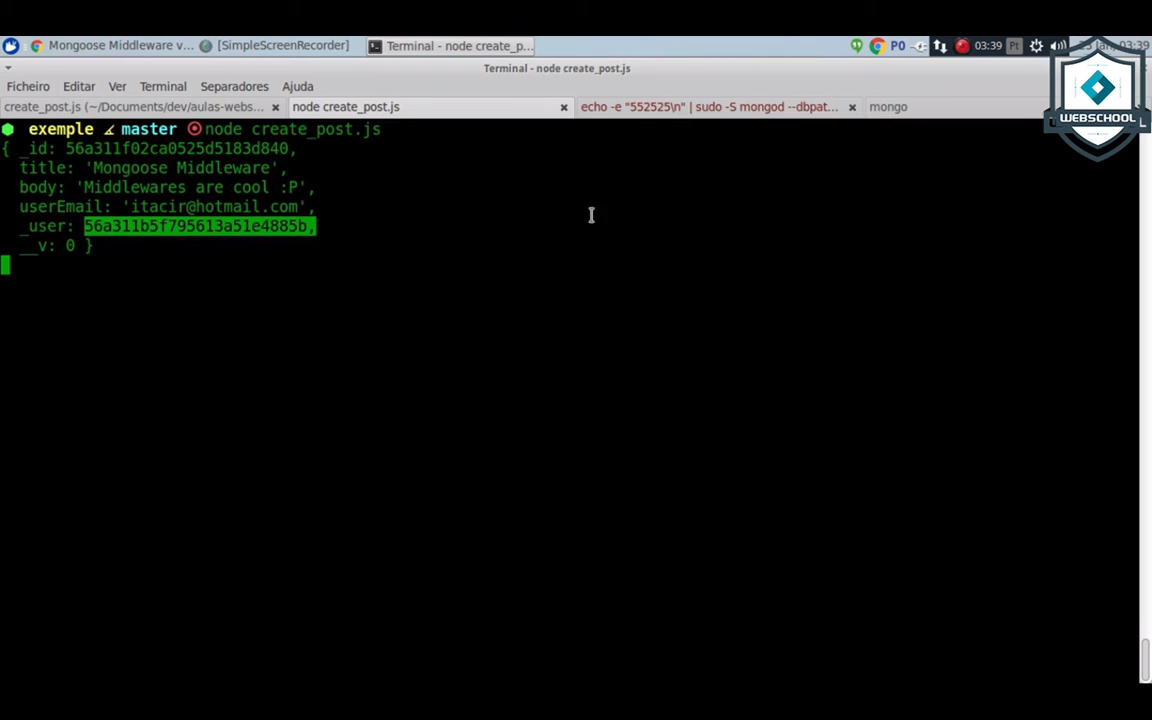 Mongoose Middleware v... [SimpleScreenRecorder] Terminal - node create_p... PO 03:39 Pt
Terminal - node create_post.js
Ficheiro Editar Ver Terminal Separadores Ajuda
create_post.js (~/Documents/dev/aulas-webs... node create_post.js echo -e "552525\n" | sudo -S mongod --dbpat... mongo
WEBSCHOOL
exemple master node create_post.js
{ _id: 56a311f02ca0525d5183d840,
title: 'Mongoose Middleware',
body: 'Middlewares are cool :P',
userEmail: 'itacir@hotmail.com',
_user: 56a311b5f795613a51e4885b,
__v: 0 }